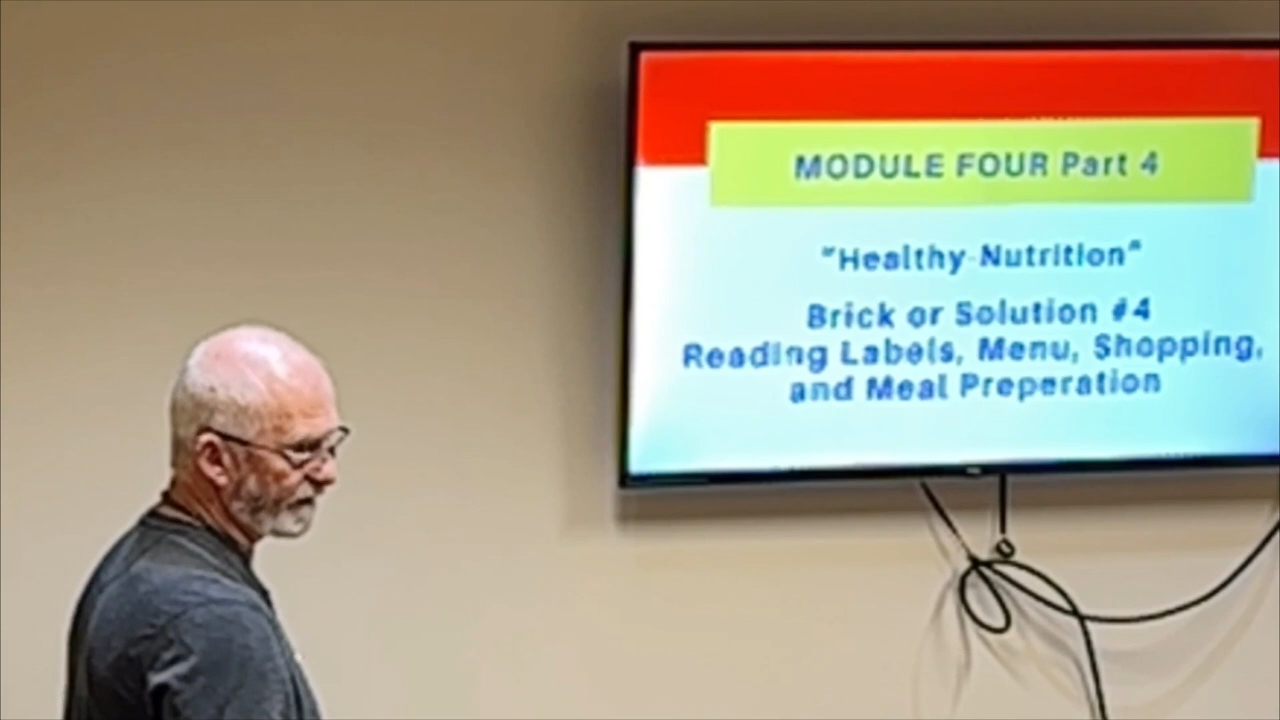 MODULE FOUR Part 4
"Healthy Nutrition"
Brick or Solution #4
Reading Labels, Menu, Shopping,
and Meal Preperation